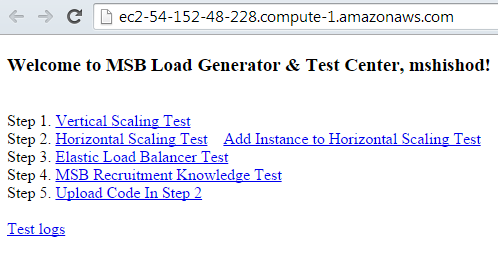 ec2-54-152-48-228.compute-1.amazonaws.com
Welcome to MSB Load Generator & Test Center, mshishod!
Step 1. Vertical Scaling Test
Step 2. Horizontal Scaling Test    Add Instance to Horizontal Scaling Test
Step 3. Elastic Load Balancer Test
Step 4. MSB Recruitment Knowledge Test
Step 5. Upload Code In Step 2
Test logs